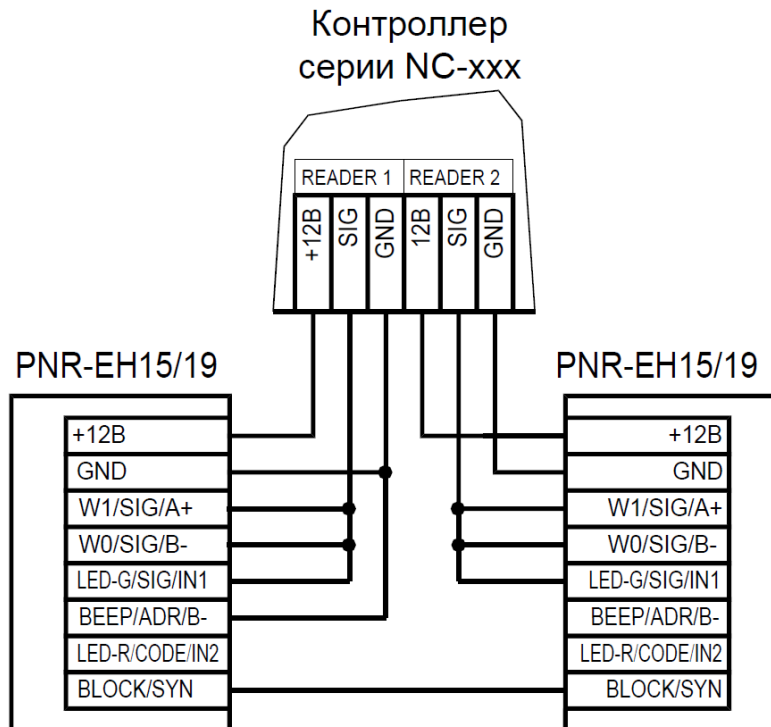 Контроллер
серии NC-xxx
READER 1 READER 2
+12В SIG GND 12В SIG GND
PNR-EH15/19
+12В
GND
W1/SIG/A+
W0/SIG/B-
LED-G/SIG/IN1
BEEP/ADR/B-
LED-R/CODE/IN2
BLOCK/SYN
PNR-EH15/19
+12В
GND
W1/SIG/A+
W0/SIG/B-
LED-G/SIG/IN1
BEEP/ADR/B-
LED-R/CODE/IN2
BLOCK/SYN